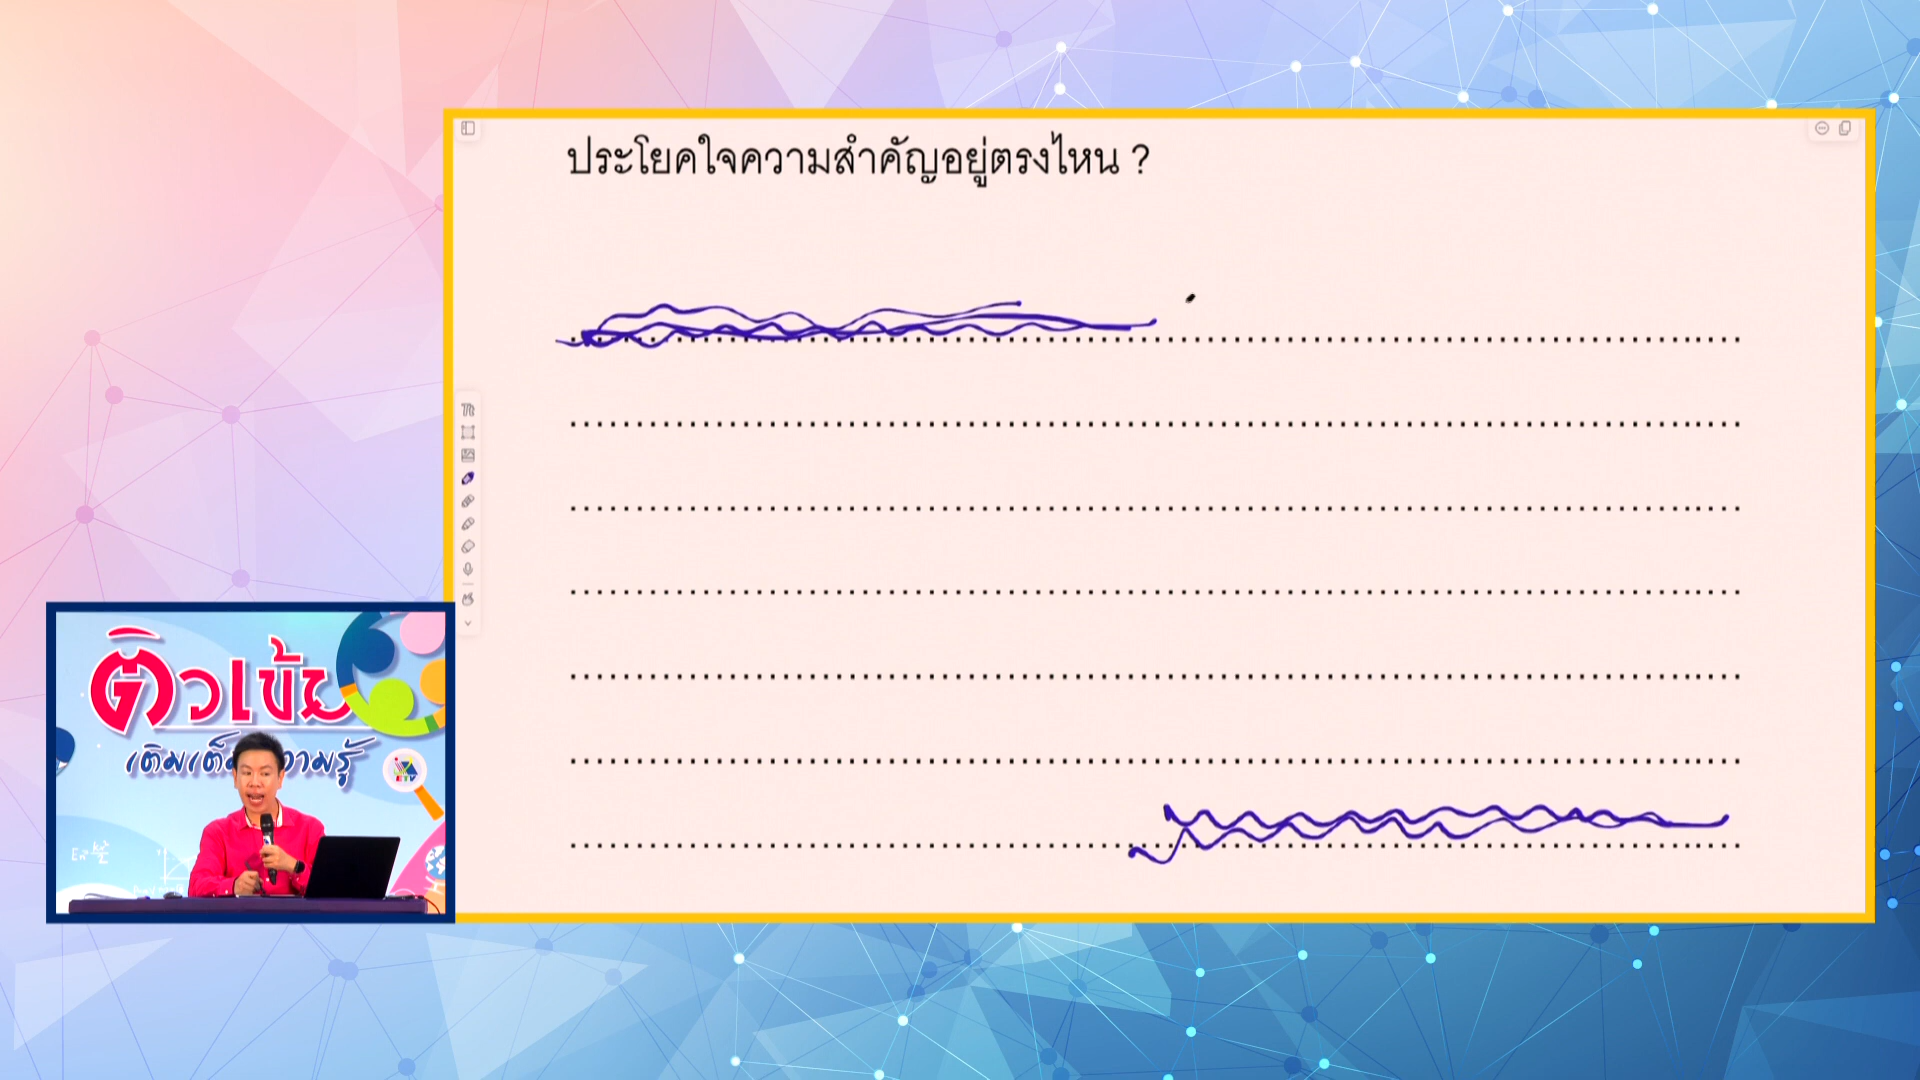 ประโยคใจความสำคัญอยู่ตรงไหน ?
ติวเข้ม
เติมเต็มความรู้
ETV